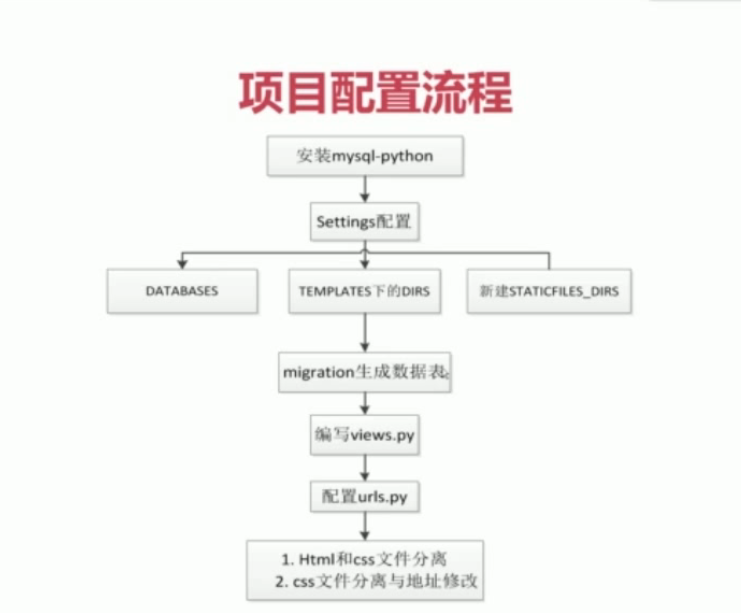 项目配置流程
安装mysql-python
Settings配置
DATABASES
TEMPLATES下的DIRS
新建STATICFILES_DIRS
migration生成数据表
编写views.py
配置urls.py
1. Html和css文件分离
2. css文件分离与地址修改